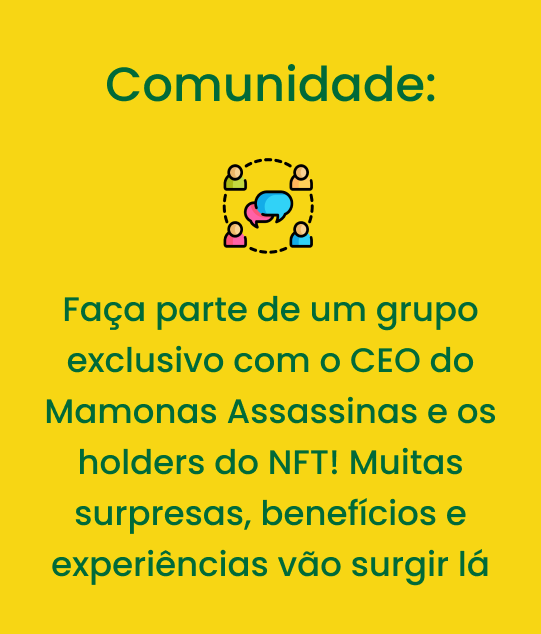 Comunidade:
Faça parte de um grupo
exclusivo com o CEO do
Mamonas Assassinas e os
holders do NFT! Muitas
surpresas, benefícios e
experiências vão surgir lá